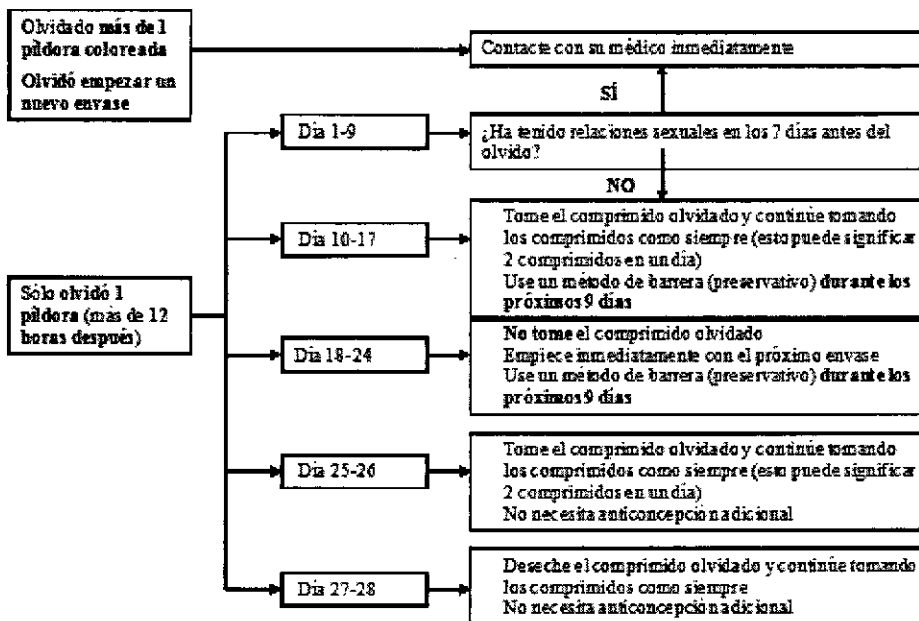 Olvidado más de 1
píldora coloreada
Olvidó empezar un
nuevo envase
Contacte con su médico inmediatamente
SÍ
Día 1-9
¿Ha tenido relaciones sexuales en los 7 días antes del
olvido?
NO
Día 10-17
Tome el comprimido olvidado y continúe tomando
los comprimidos como siempre (esto puede significar
2 comprimidos en un día)
Use un método de barrera (preservativo) durante los
próximos 9 días
Sólo olvidó 1
píldora (más de 12
horas después)
Día 18-24
No tome el comprimido olvidado
Empiece inmediatamente con el próximo envase
Use un método de barrera (preservativo) durante los
próximos 9 días
Día 25-26
Tome el comprimido olvidado y continúe tomando
los comprimidos como siempre (esto puede significar
2 comprimidos en un día)
No necesita anticoncepción adicional
Día 27-28
Deseche el comprimido olvidado y continúe tomando
los comprimidos como siempre
No necesita anticoncepción adicional